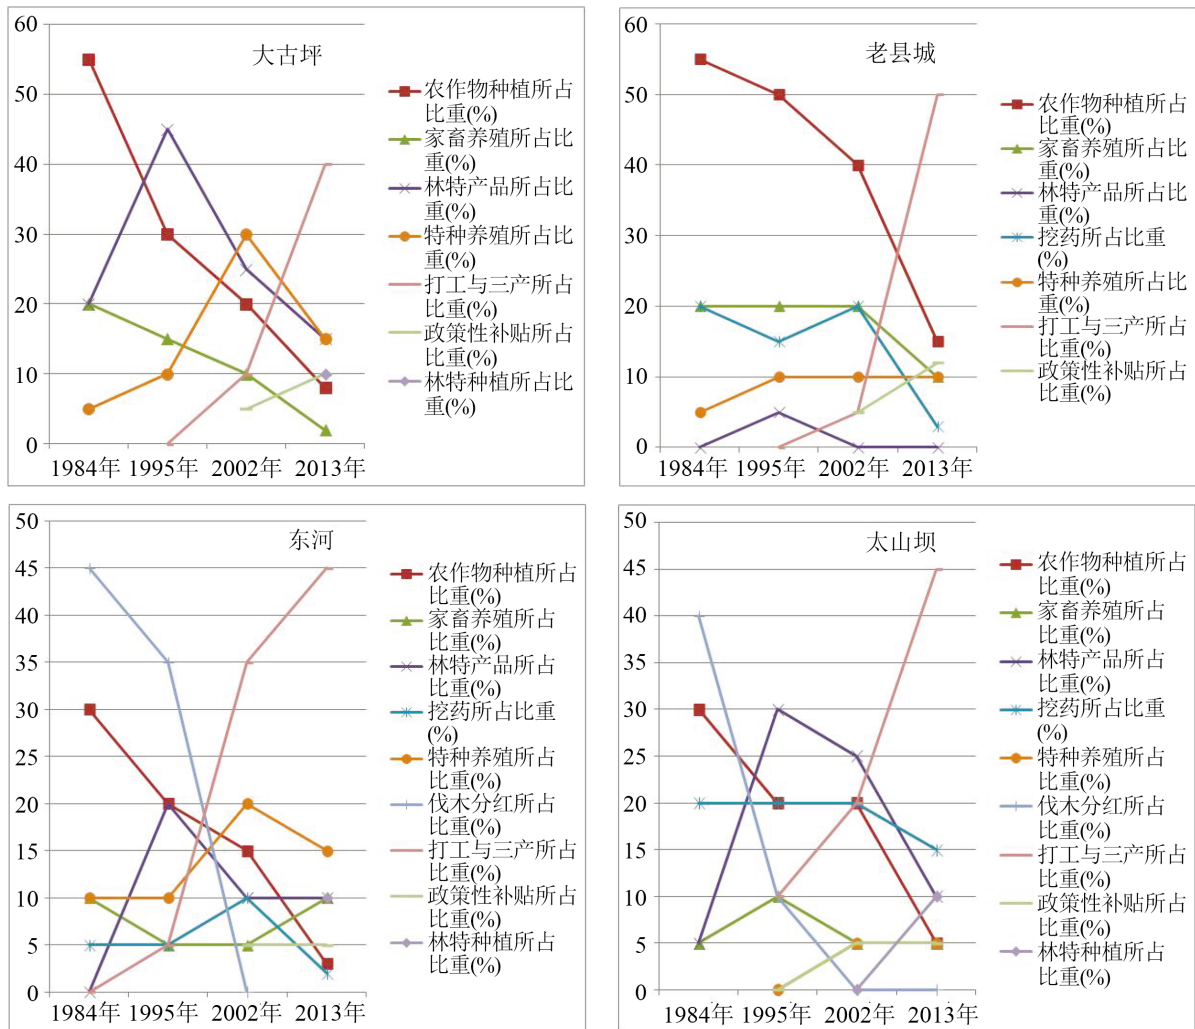 大古坪
60
50
40
30
20
10
0
1984年 1995年 2002年 2013年
农作物种植所占
比重(%)
家畜养殖所占比
重(%)
林特产品所占比
重(%)
特种养殖所占比
重(%)
打工与三产所占
比重(%)
政策性补贴所占
比重(%)
林特种植所占比
重(%)
老县城
60
50
40
30
20
10
0
1984年 1995年 2002年 2013年
农作物种植所占
比重(%)
家畜养殖所占比
重(%)
林特产品所占比
重(%)
挖药所占比重
(%)
特种养殖所占比
重(%)
打工与三产所占
比重(%)
政策性补贴所占
比重(%)
东河
50
45
40
35
30
25
20
15
10
5
0
1984年 1995年 2002年 2013年
农作物种植所占
比重(%)
家畜养殖所占
比重(%)
林特产品所占
比重(%)
挖药所占比重
(%)
特种养殖所占
比重(%)
伐木分红所占
比重(%)
打工与三产所占
比重(%)
政策性补贴所占
比重(%)
林特种植所占
比重(%)
太山坝
50
45
40
35
30
25
20
15
10
5
0
1984年 1995年 2002年 2013年
农作物种植所占
比重(%)
家畜养殖所占
比重(%)
林特产品所占
比重(%)
挖药所占比重
(%)
特种养殖所占
比重(%)
伐木分红所占
比重(%)
打工与三产所占
比重(%)
政策性补贴所占
比重(%)
林特种植所占
比重(%)